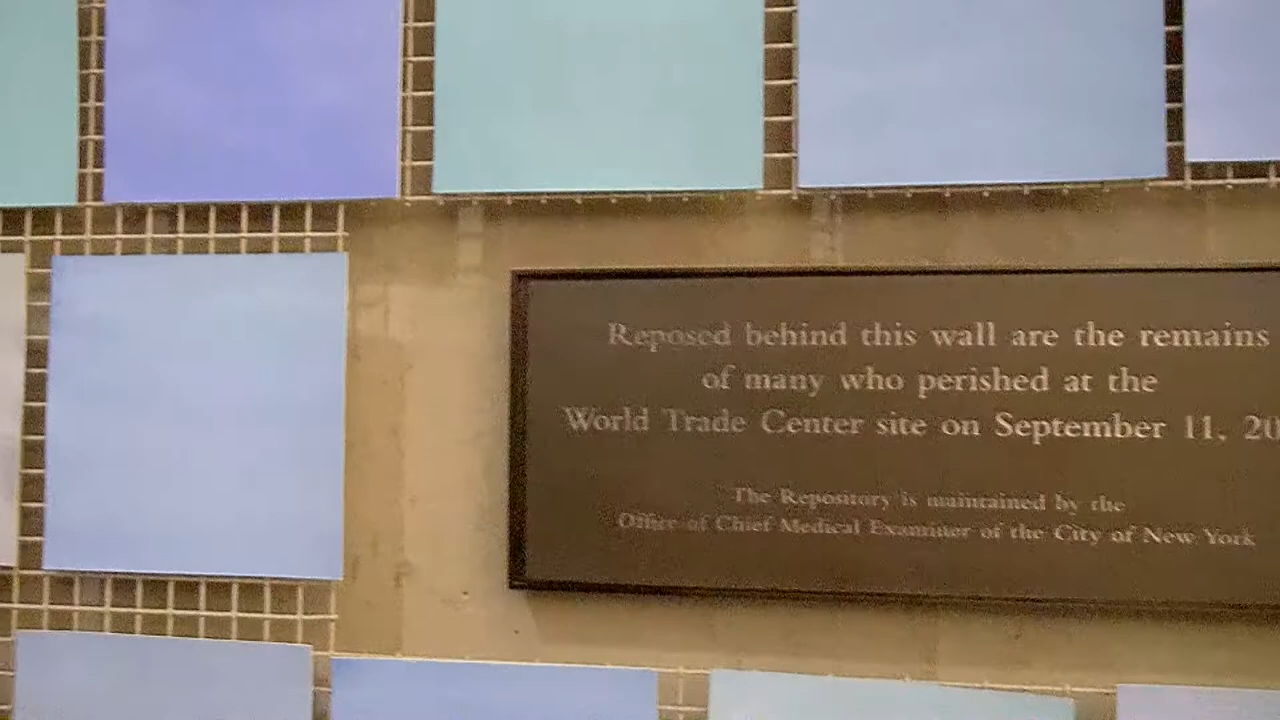 Reposed behind this wall are the remains
of many who perished at the
World Trade Center site on September 11, 20
The Repository is maintained by the
Office of Chief Medical Examiner of the City of New York